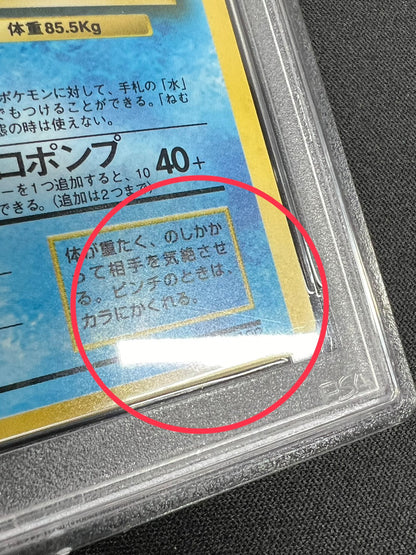 体重85.5Kg
ポケモンに対して、手札の「水」
でもつけることができる。「ねむ
態の時は使えない。
ロポンプ 40+
ーを1つ追加すると、10
できる。(追加は2つまで)
体が重たく、のしかか
って相手を気絶させ
る。ピンチのときは、
カラにかくれる。
PSA